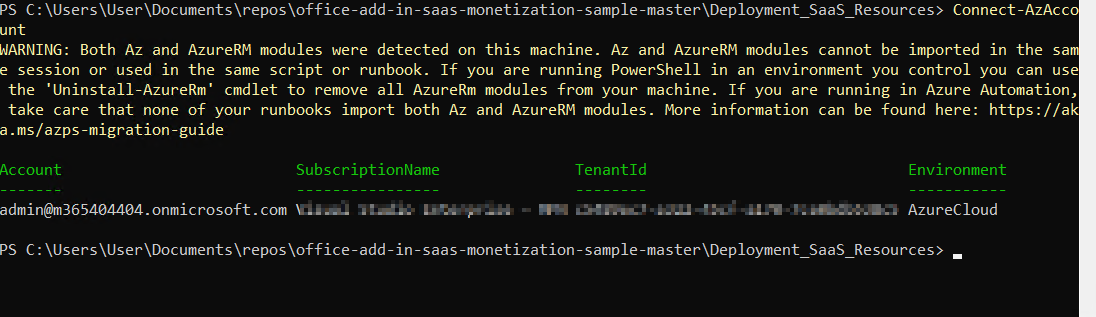 PS C:\Users\User\Documents\repos\office-add-in-saas-monetization-sample-master\Deployment_SaaS_Resources> Connect-AzAcco
unt
WARNING: Both Az and AzureRM modules were detected on this machine. Az and AzureRM modules cannot be imported in the sam
e session or used in the same script or runbook. If you are running PowerShell in an environment you control you can use
the 'Uninstall-AzureRm' cmdlet to remove all AzureRm modules from your machine. If you are running in Azure Automation,
take care that none of your runbooks import both Az and AzureRM modules. More information can be found here: https://ak
a.ms/azps-migration-guide
Account SubscriptionName TenantId Environment
------- ---------------- -------- -----------
admin@m365404404.onmicrosoft.com AzureCloud
PS C:\Users\User\Documents\repos\office-add-in-saas-monetization-sample-master\Deployment_SaaS_Resources>